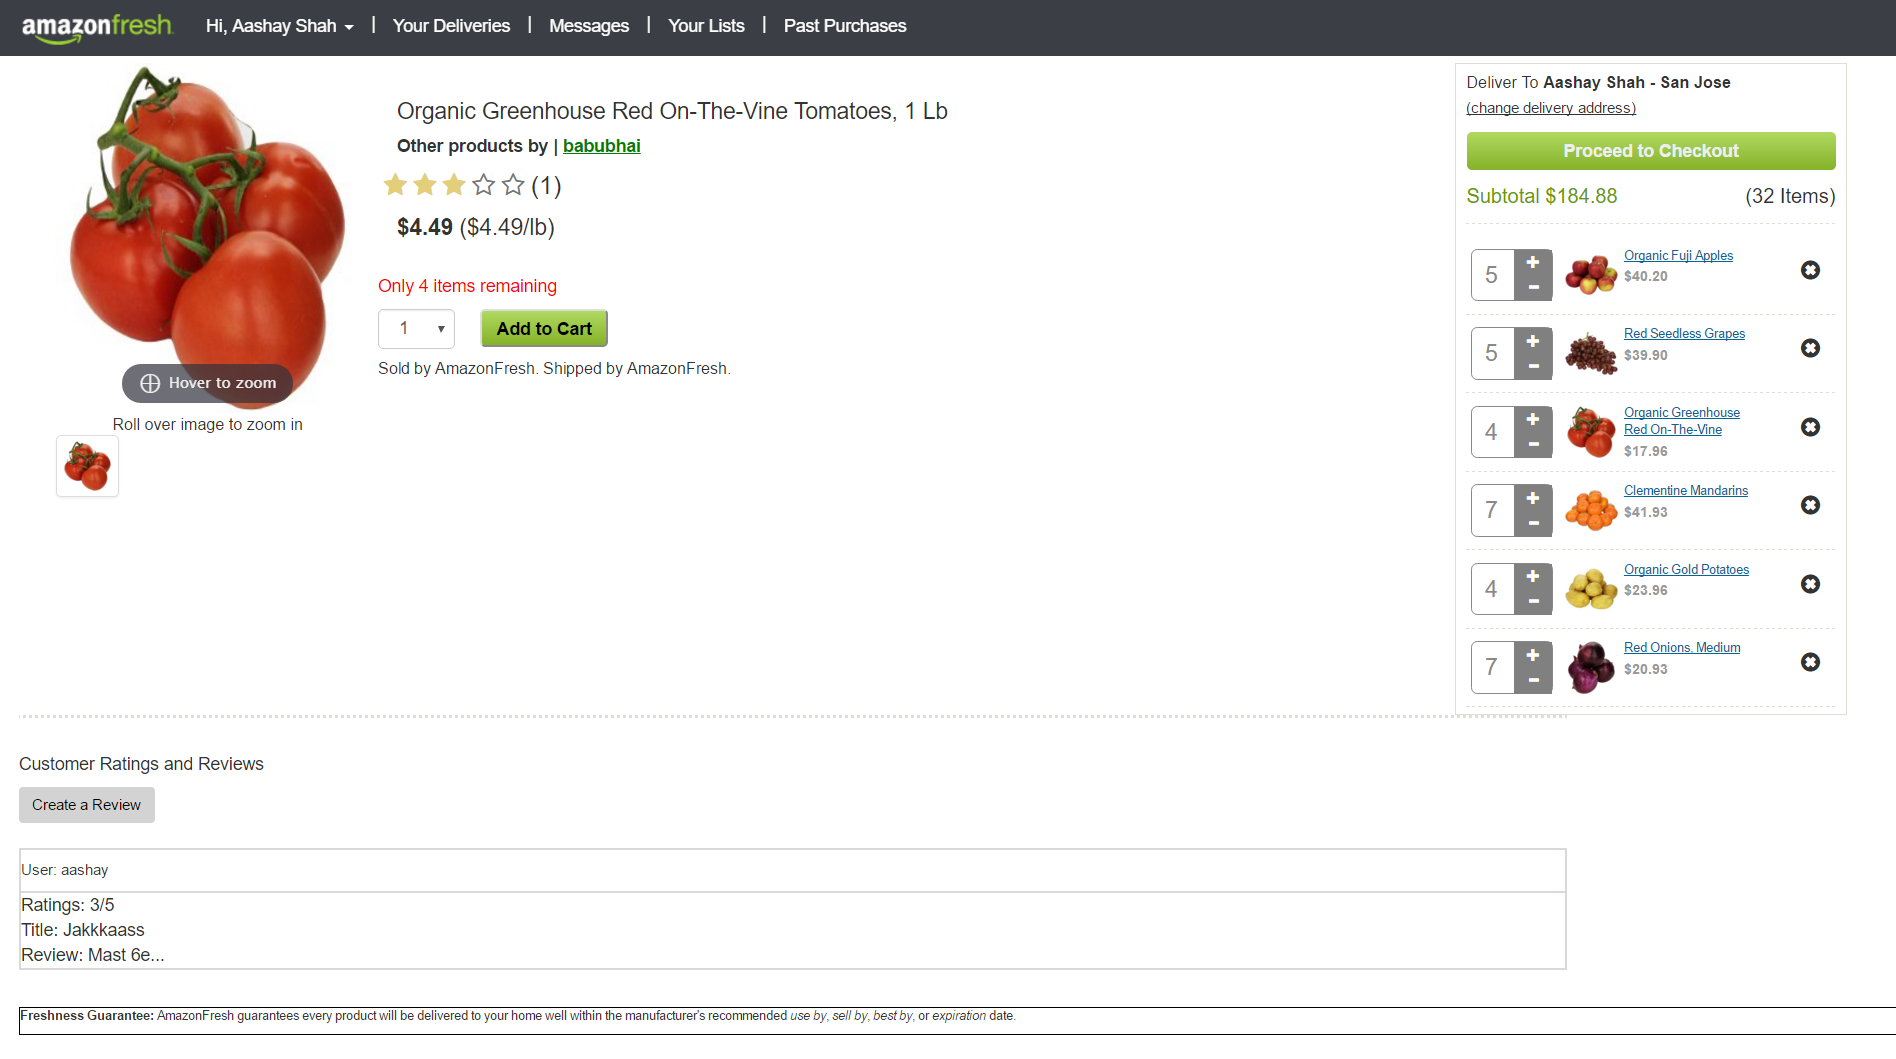 amazonfresh
Hi, Aashay Shah | Your Deliveries | Messages | Your Lists | Past Purchases
Organic Greenhouse Red On-The-Vine Tomatoes, 1 Lb
Other products by | babubhai
(1)
$4.49 ($4.49/lb)
Only 4 items remaining
1
Add to Cart
Sold by AmazonFresh. Shipped by AmazonFresh.
Hover to zoom
Roll over image to zoom in
Deliver To Aashay Shah - San Jose
(change delivery address)
Proceed to Checkout
Subtotal $184.88 (32 Items)
5
Organic Fuji Apples
$40.20
5
Red Seedless Grapes
$39.90
4
Organic Greenhouse
Red On-The-Vine
$17.96
7
Clementine Mandarins
$41.93
4
Organic Gold Potatoes
$23.96
7
Red Onions, Medium
$20.93
Customer Ratings and Reviews
Create a Review
User: aashay
Ratings: 3/5
Title: Jakkkaass
Review: Mast 6e...
Freshness Guarantee: AmazonFresh guarantees every product will be delivered to your home well within the manufacturer's recommended use by, sell by, best by, or expiration date.